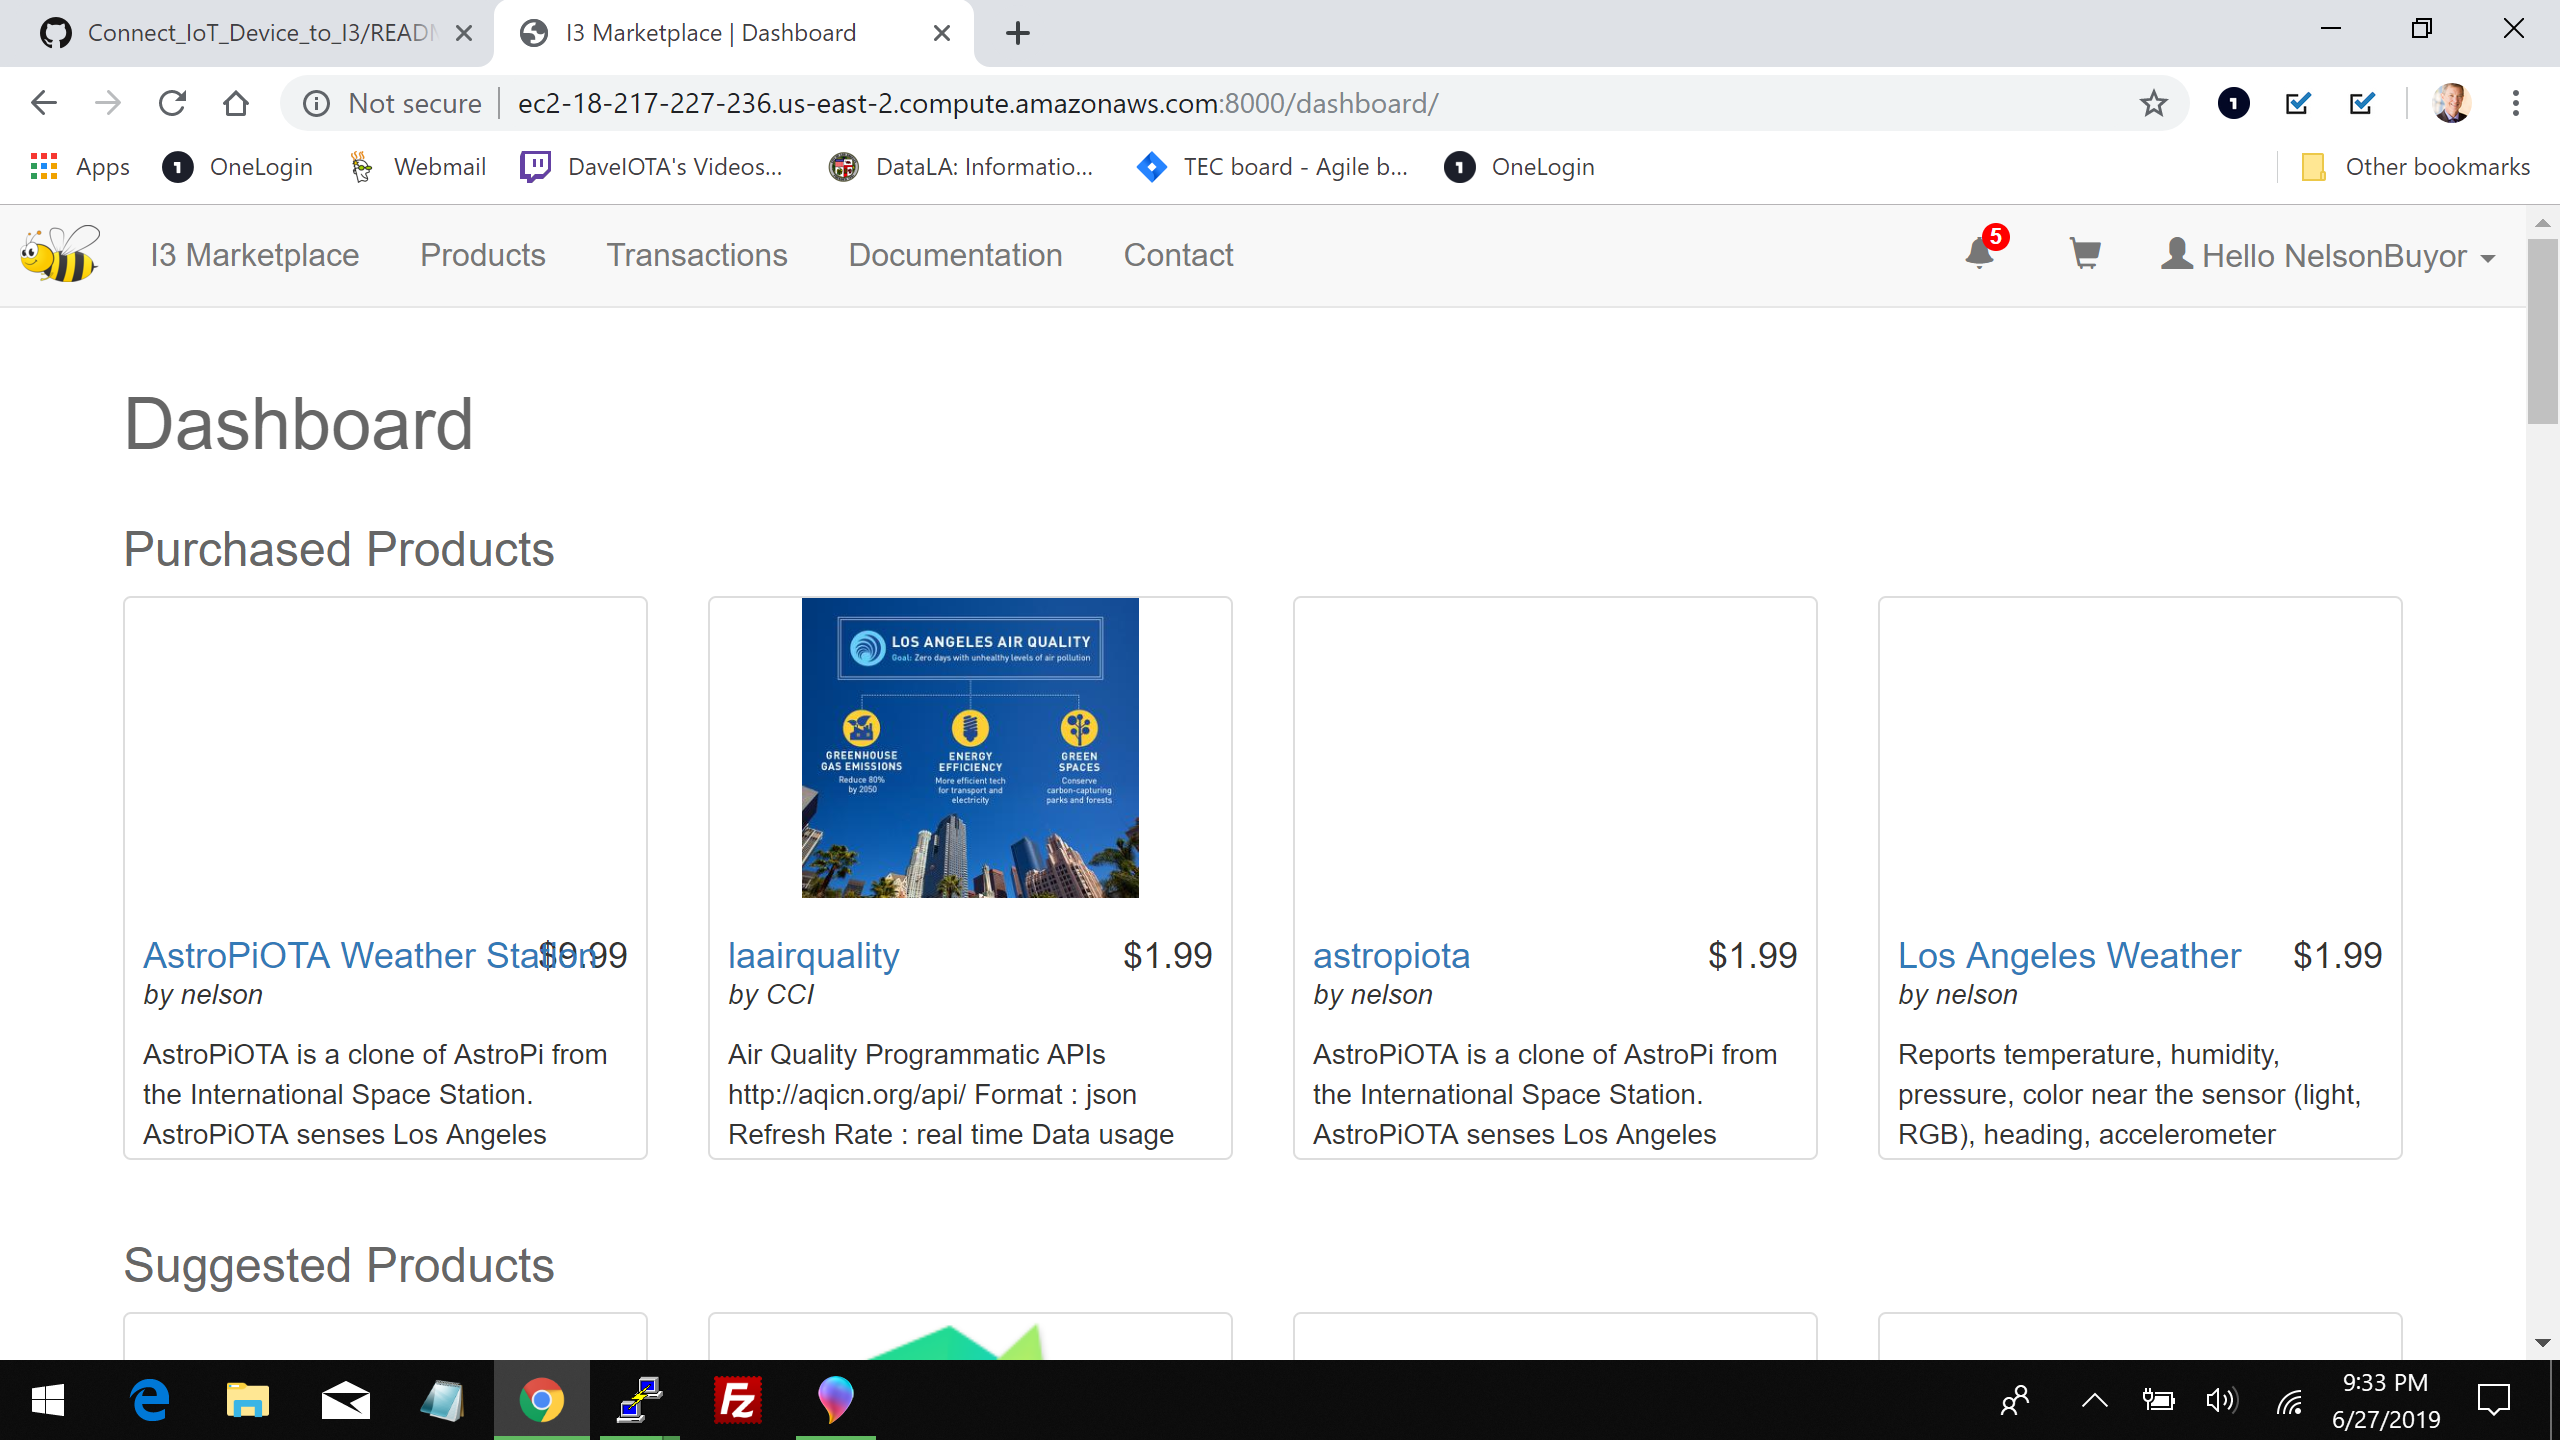 Connect_IoT_Device_to_I3/READM
I3 Marketplace | Dashboard
Not secure
ec2-18-217-227-236.us-east-2.compute.amazonaws.com:8000/dashboard/
Apps
OneLogin
Webmail
DaveIOTA's Videos...
DataLA: Informatio...
TEC board - Agile b...
OneLogin
Other bookmarks
I3 Marketplace
Products
Transactions
Documentation
Contact
5
Hello NelsonBuyor
Dashboard
Purchased Products
AstroPiOTA Weather Station
$9.99
by nelson
AstroPiOTA is a clone of AstroPi from
the International Space Station.
AstroPiOTA senses Los Angeles
LOS ANGELES AIR QUALITY
Goal: Zero days with unhealthy levels of air pollution
GREENHOUSE
GAS EMISSIONS
Reduce 80%
by 2050
ENERGY
EFFICIENCY
More efficient tech
for transport and
electricity
GREEN
SPACES
Conserve
carbon-capturing
parks and forests
laairquality
$1.99
by CCI
Air Quality Programmatic APIs
http://aqicn.org/api/ Format : json
Refresh Rate : real time Data usage
astropiota
$1.99
by nelson
AstroPiOTA is a clone of AstroPi from
the International Space Station.
AstroPiOTA senses Los Angeles
Los Angeles Weather
$1.99
by nelson
Reports temperature, humidity,
pressure, color near the sensor (light,
RGB), heading, accelerometer
Suggested Products
9:33 PM
6/27/2019